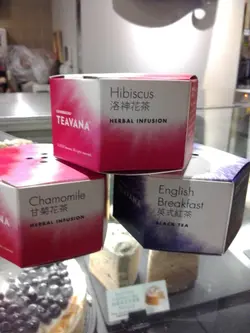 Hibiscus
洛神花茶
TEAVANA
HERBAL INFUSION
Chamomile
甘菊花茶
HERBAL INFUSION
English
Breakfast
英式紅茶
BLACK TEA